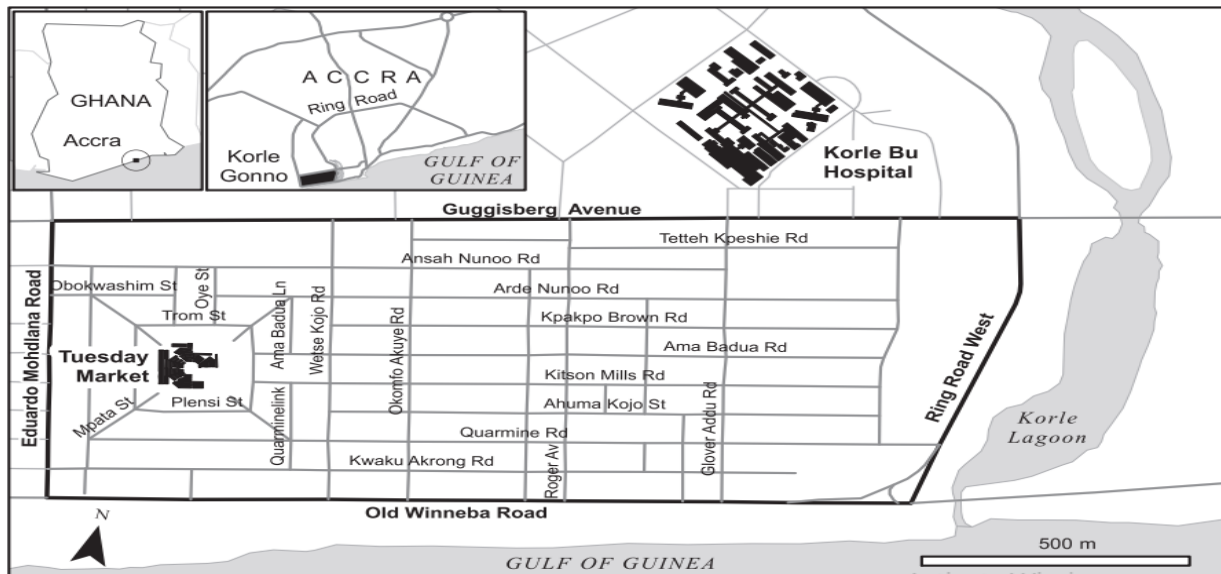 GHANA
Accra
A C C R A
Ring Road
Korle
Gonno
GULF OF
GUINEA
Korle Bu
Hospital
Guggisberg Avenue
Tetteh Kpeshie Rd
Ansah Nunoo Rd
Obokwashim St
Oye St
Arde Nunoo Rd
Trom St
Ama Badua Ln
Wetse Kojo Rd
Okomfo Akuye Rd
Kpakpo Brown Rd
Ama Badua Rd
Tuesday
Market
Kitson Mills Rd
Eduardo Mohdlana Road
Mpata St
Plensi St
Quarminelink
Ahuma Kojo St
Glover Addu Rd
Ring Road West
Quarmine Rd
Kwaku Akrong Rd
Roger Av
Korle
Lagoon
N
Old Winneba Road
500 m
GULF OF GUINEA